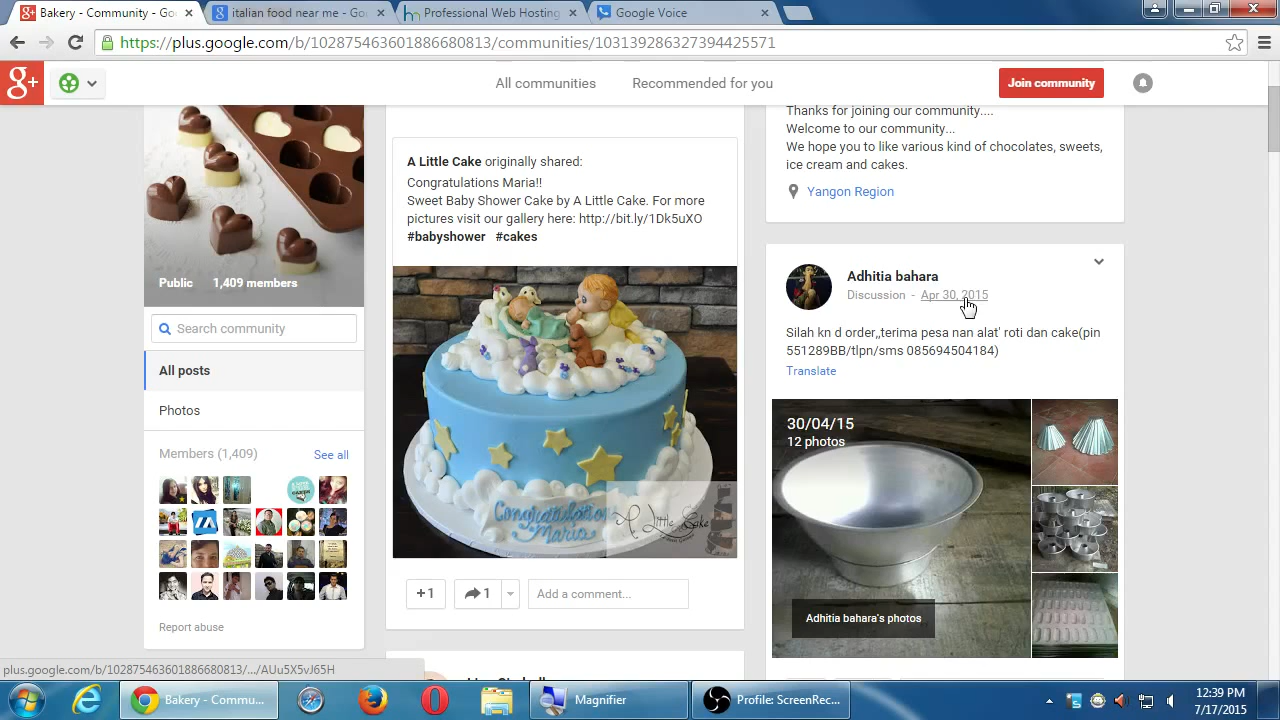 Bakery - Community - Go
italian food near me - Go
Professional Web Hosting
Google Voice
https://plus.google.com/b/102875463601886680813/communities/103139286327394425571
g+
All communities
Recommended for you
Join community
Public 1,409 members
Search community
All posts
Photos
Members (1,409)
See all
Report abuse
A Little Cake originally shared:
Congratulations Maria!!
Sweet Baby Shower Cake by A Little Cake. For more
pictures visit our gallery here: http://bit.ly/1Dk5uXO
#babyshower #cakes
Congratulations
Maria
A Little Cake
+1
1
Add a comment...
Thanks for joining our community....
Welcome to our community...
We hope you to like various kind of chocolates, sweets,
ice cream and cakes.
Yangon Region
Adhitia bahara
Discussion - Apr 30, 2015
Silah kn d order,,terima pesa nan alat' roti dan cake(pin
551289BB/tlpn/sms 085694504184)
Translate
30/04/15
12 photos
Adhitia bahara's photos
plus.google.com/b/102875463601886680813/.../AUu5X5vJ65H
Bakery - Commu...
Magnifier
Profile: ScreenRec...
12:39 PM
7/17/2015